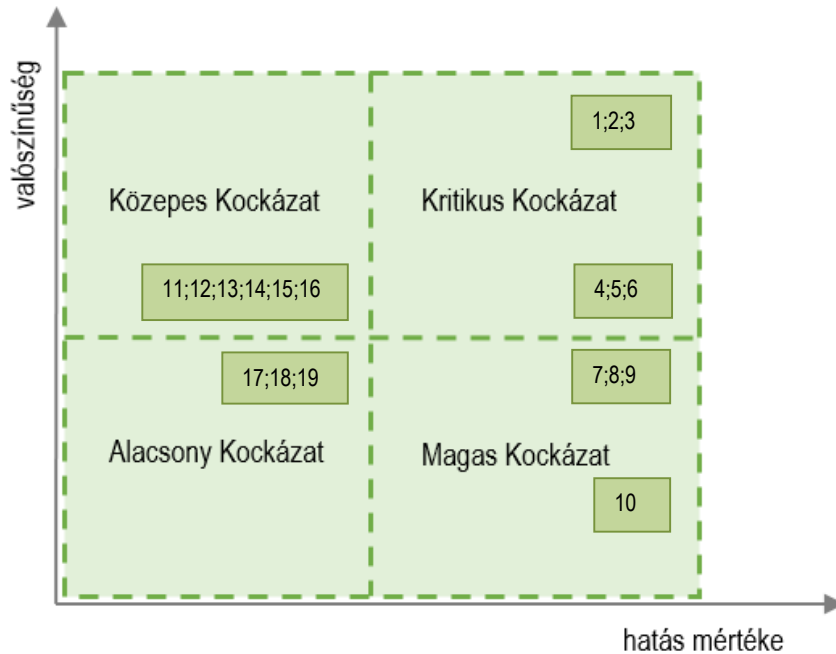 valószínűség
1;2;3
Közepes Kockázat
Kritikus Kockázat
11;12;13;14;15;16
4;5;6
17;18;19
7;8;9
Alacsony Kockázat
Magas Kockázat
10
hatás mértéke